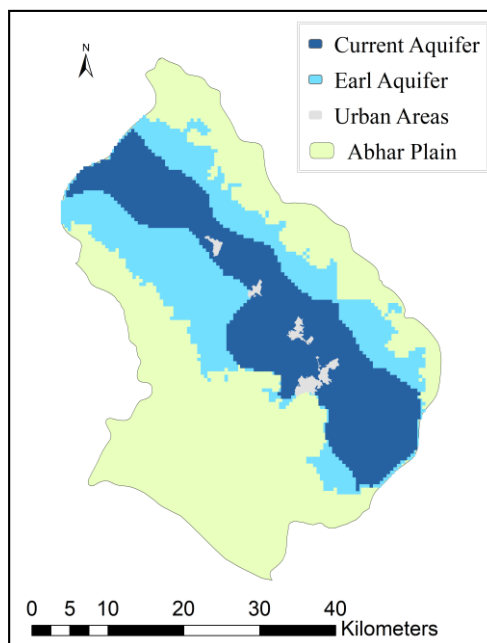 N
Current Aquifer
Earl Aquifer
Urban Areas
Abhar Plain
0 5 10 20 30 40
Kilometers